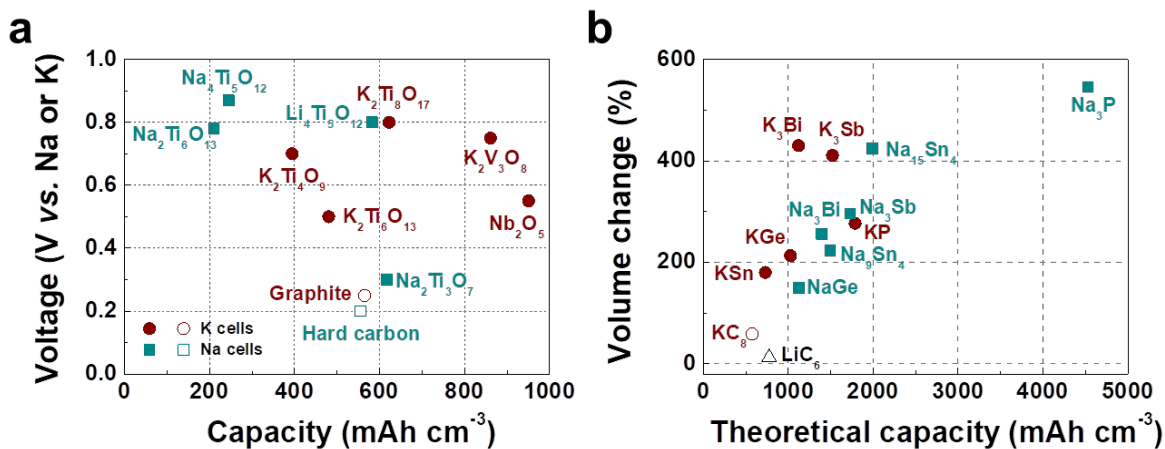 a
Voltage (V vs. Na or K)
1.0
0.8
0.6
0.4
0.2
0.0
Na₄Ti₅O₁₂
K₂Ti₈O₁₇
Li₄Ti₅O₁₂
Na₂Ti₆O₁₃
K₂V₃O₈
K₂Ti₄O₉
Nb₂O₅
K₂Ti₆O₁₃
Na₂Ti₃O₇
Graphite
Hard carbon
K cells
Na cells
0 200 400 600 800 1000
Capacity (mAh cm⁻³)
b
Volume change (%)
600
400
200
0
Na₃P
K₃Bi
K₃Sb
Na₁₅Sn₄
Na₃Bi
Na₃Sb
KP
KGe
Na₉Sn₄
KSn
NaGe
KC₈
LiC₆
0 1000 2000 3000 4000 5000
Theoretical capacity (mAh cm⁻³)